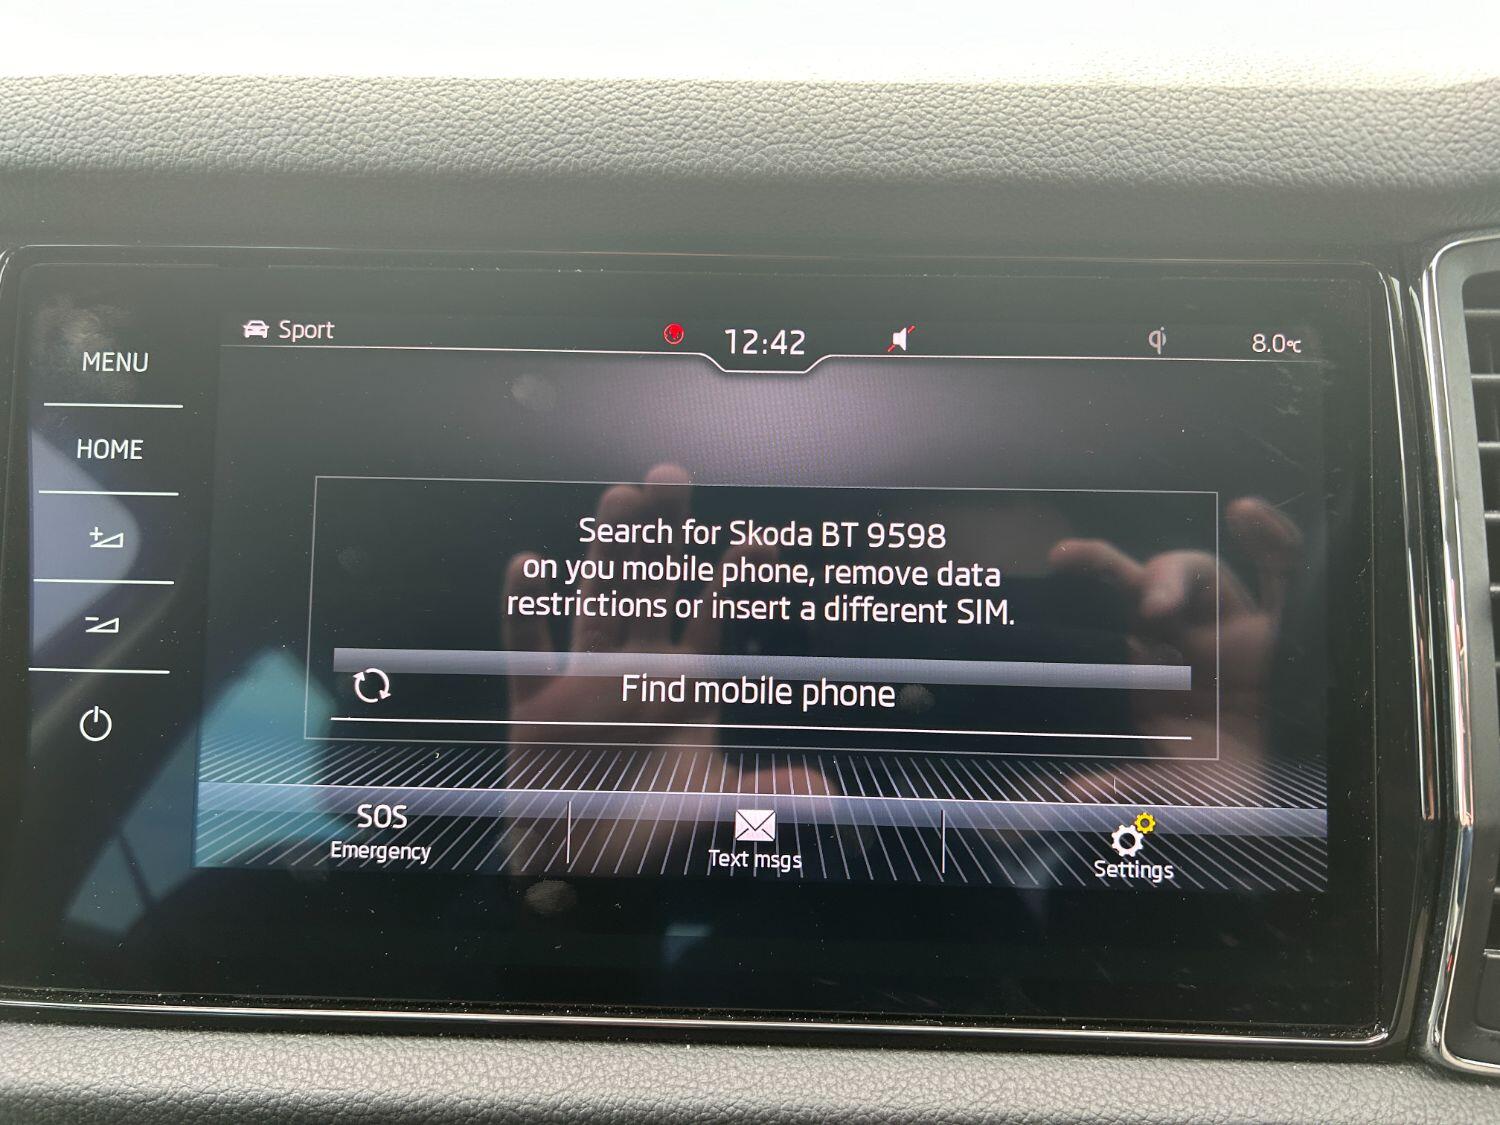 Sport
12:42
qi
8.0°C
MENU
HOME
Search for Skoda BT 9598
on you mobile phone, remove data
restrictions or insert a different SIM.
Find mobile phone
SOS
Emergency
Text msgs
Settings